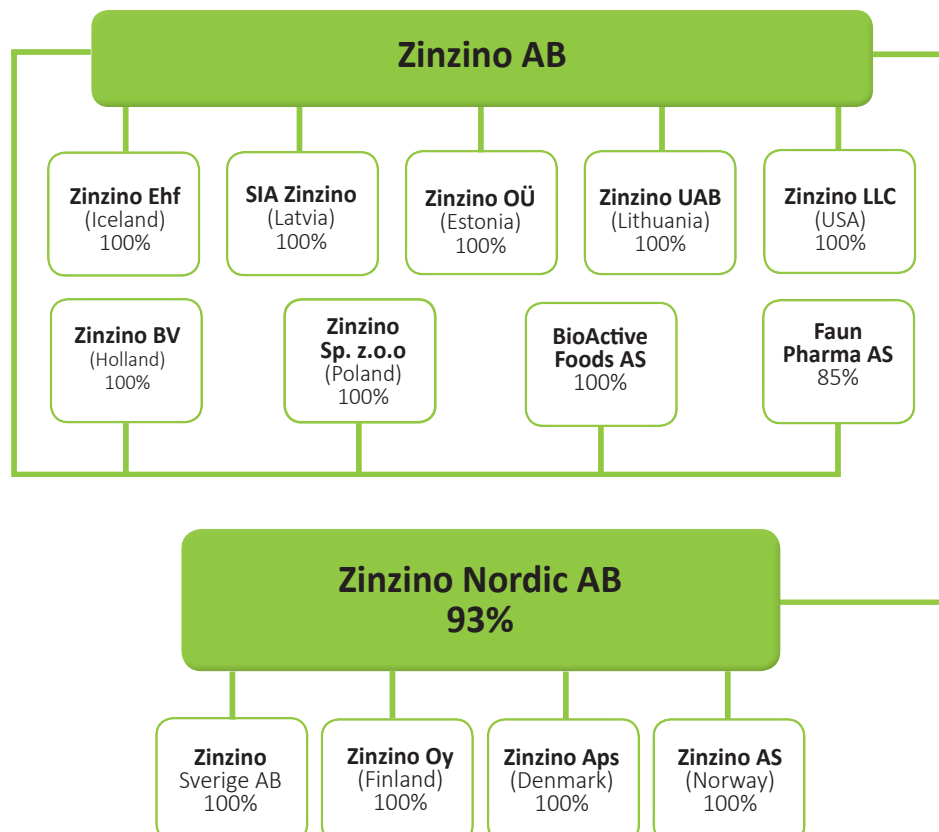 Zinzino AB
Zinzino Ehf
(Iceland)
100%
SIA Zinzino
(Latvia)
100%
Zinzino OÜ
(Estonia)
100%
Zinzino UAB
(Lithuania)
100%
Zinzino LLC
(USA)
100%
Zinzino BV
(Holland)
100%
Zinzino
Sp. z.o.o
(Poland)
100%
BioActive
Foods AS
100%
Faun
Pharma AS
85%
Zinzino Nordic AB
93%
Zinzino
Sverige AB
100%
Zinzino Oy
(Finland)
100%
Zinzino Aps
(Denmark)
100%
Zinzino AS
(Norway)
100%